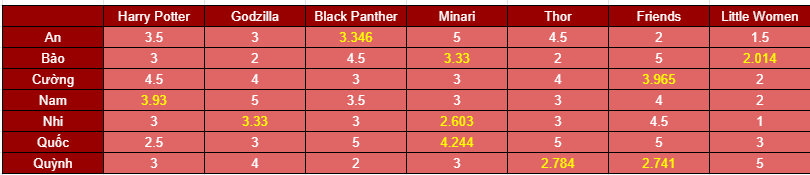 Harry Potter Godzilla Black Panther Minari Thor Friends Little Women
An 3.5 3 3.346 5 4.5 2 1.5
Bảo 3 2 4.5 3.33 2 5 2.014
Cường 4.5 4 3 3 4 3.965 2
Nam 3.93 5 3.5 3 3 4 2
Nhi 3 3.33 3 2.603 3 4.5 1
Quốc 2.5 3 5 4.244 5 5 3
Quỳnh 3 4 2 3 2.784 2.741 5